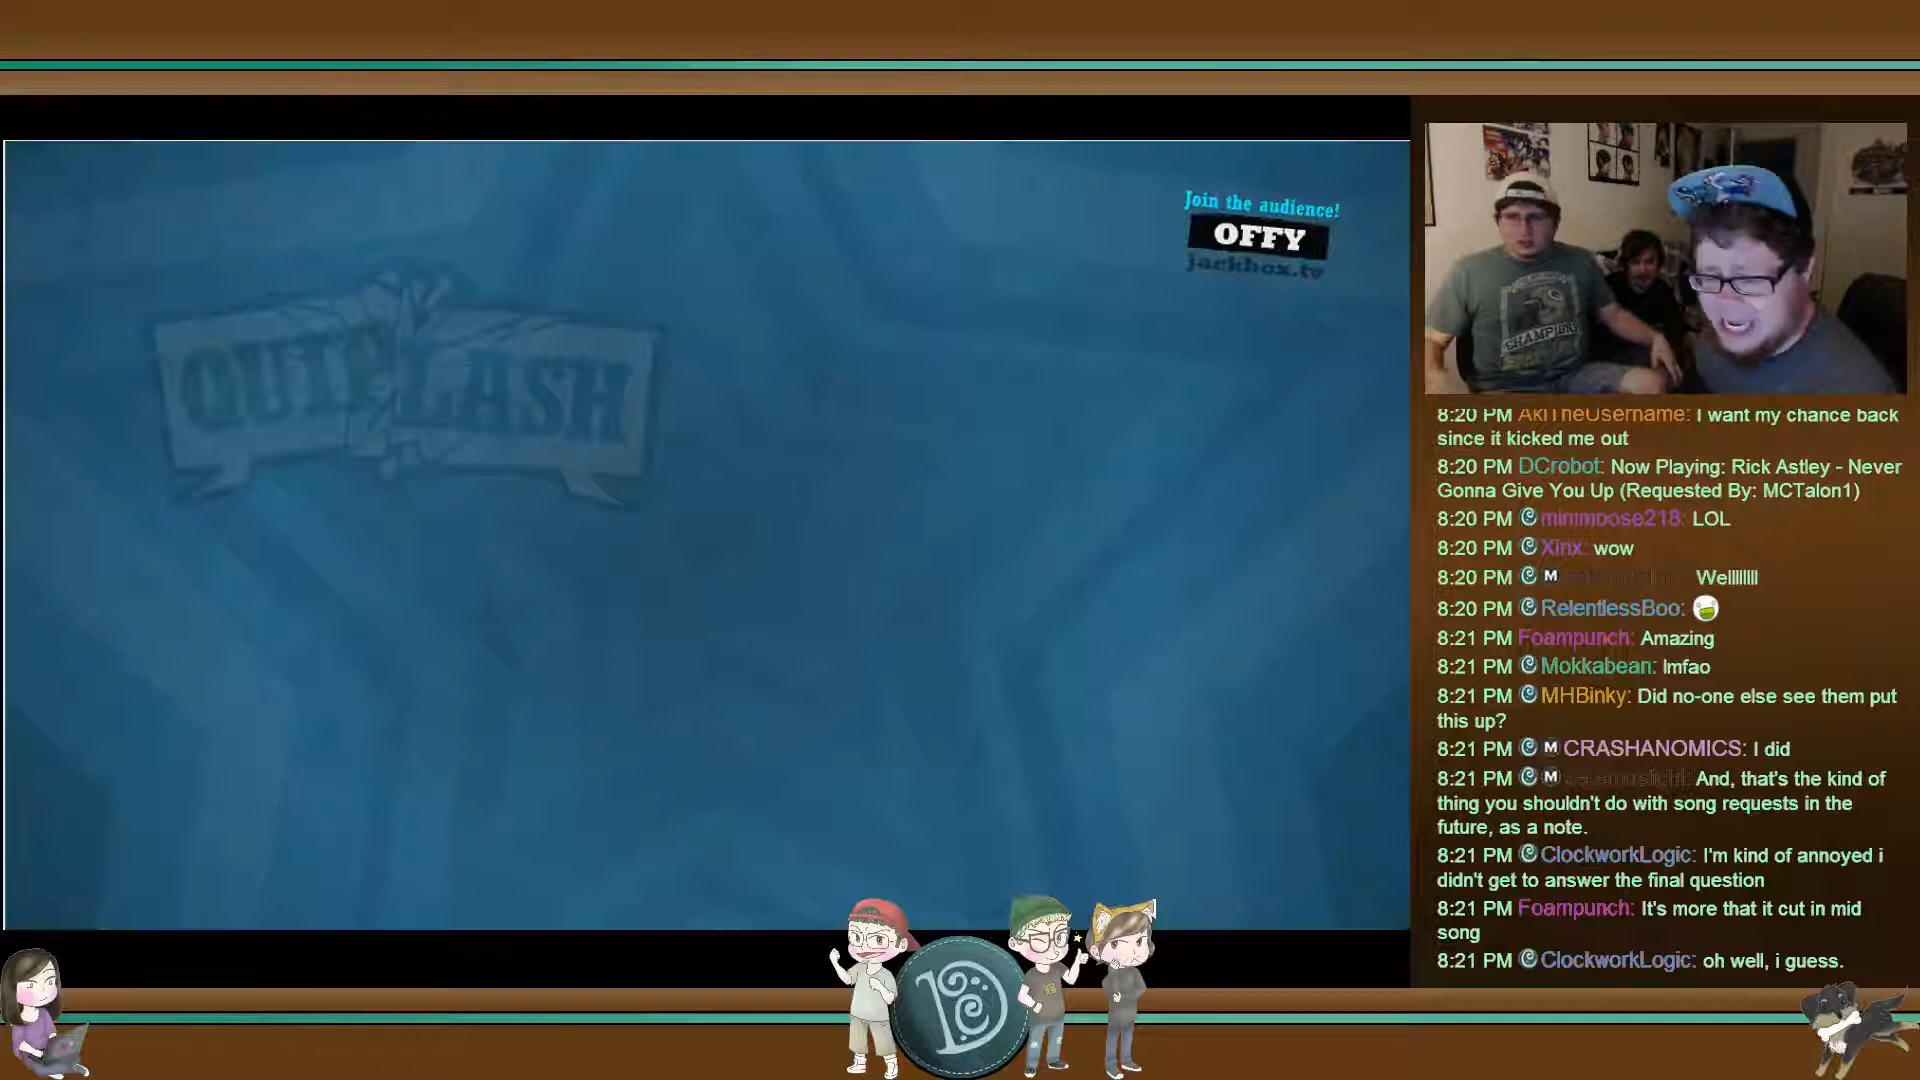 Join the audience!
OFFY
jackbox.tv
QUIPLASH
CHAMPIONS
8:20 PM AkiTheUsername: I want my chance back
since it kicked me out
8:20 PM DCrobot: Now Playing: Rick Astley - Never
Gonna Give You Up (Requested By: MCTalon1)
8:20 PM minimoose218: LOL
8:20 PM Xinx: wow
8:20 PM M Wellllllll
8:20 PM RelentlessBoo:
8:21 PM Foampunch: Amazing
8:21 PM Mokkabean: lmfao
8:21 PM MHBinky: Did no-one else see them put
this up?
8:21 PM M CRASHANOMICS: I did
8:21 PM M And, that's the kind of
thing you shouldn't do with song requests in the
future, as a note.
8:21 PM ClockworkLogic: I'm kind of annoyed i
didn't get to answer the final question
8:21 PM Foampunch: It's more that it cut in mid
song
8:21 PM ClockworkLogic: oh well, i guess.
D